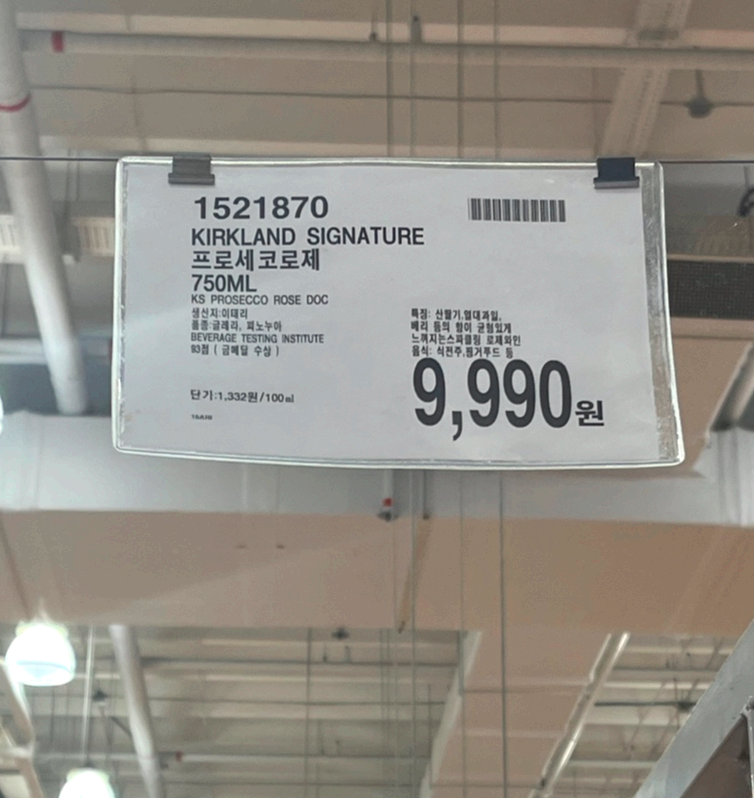 1521870
KIRKLAND SIGNATURE
프로세코로제
750ML
KS PROSECCO ROSE DOC
생산지:이태리
품종:글레라, 피노누아
BEVERAGE TESTING INSTITUTE
93점 ( 금메달 수상 )
단가:1,332원/100ml
특징: 산딸기,열대과일,
베리 등의 향이 균형있게
느껴지는스파클링 로제와인
음식: 식전주,핑거푸드 등
9,990원